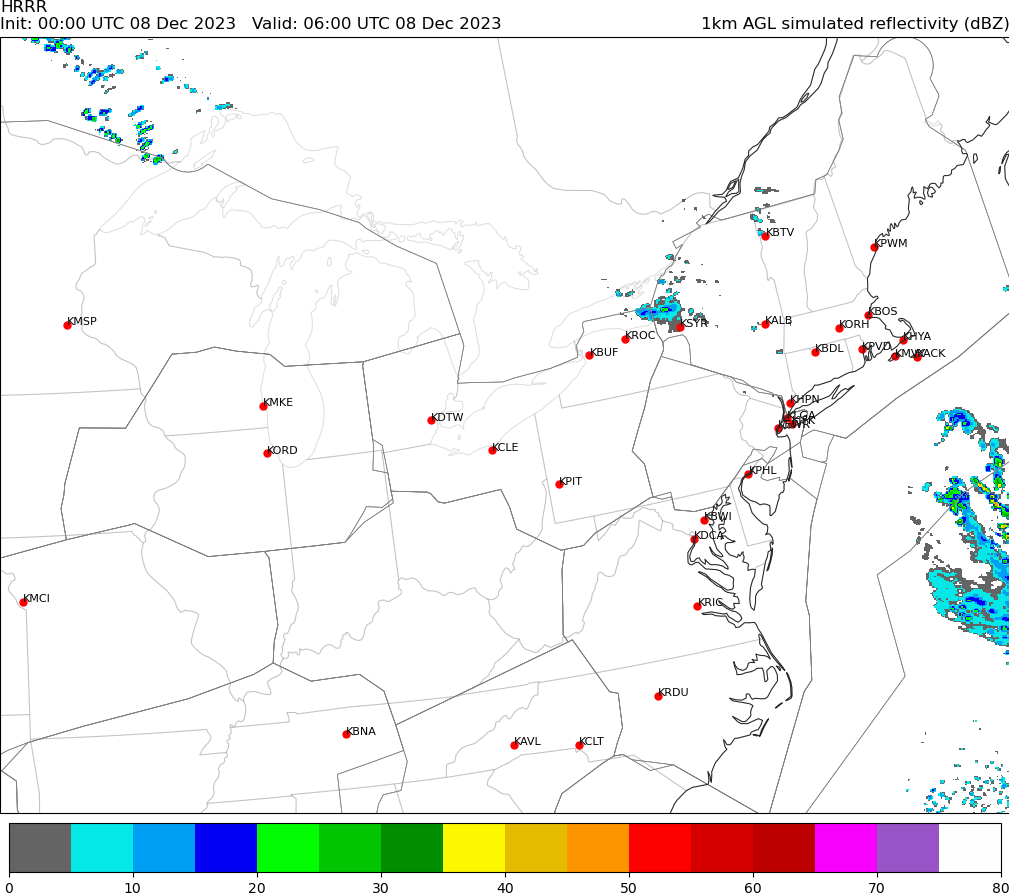 HRRR
Init: 00:00 UTC 08 Dec 2023 Valid: 06:00 UTC 08 Dec 2023 1km AGL simulated reflectivity (dBZ)
KBTV
KPWM
KMSP
KSYR
KALB
KBOS
KORH
KROC
KHYA
KBUF
KBDL
KPVD
KACK
KMKE
KHPN
KDTW
KLGA
KORD
KCLE
KPHL
KPIT
KBWI
KDCA
KMCI
KRIC
KRDU
KBNA
KAVL
KCLT
0 10 20 30 40 50 60 70 80